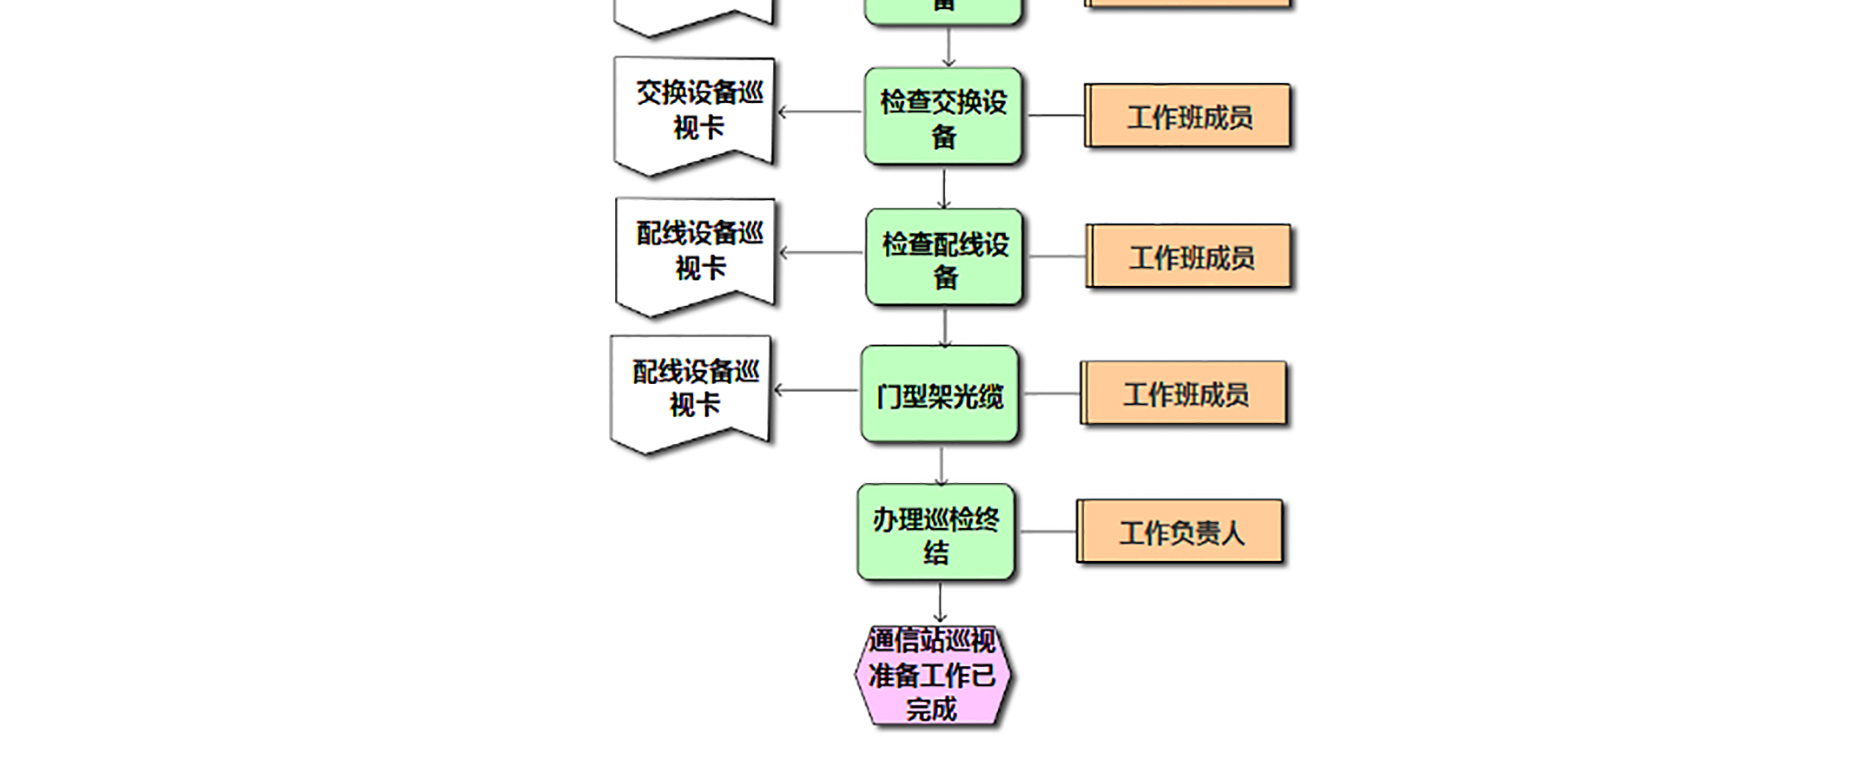 备
交换设备巡
视卡
检查交换设
备
工作班成员
配线设备巡
视卡
检查配线设
备
工作班成员
配线设备巡
视卡
门型架光缆
工作班成员
办理巡检终
结
工作负责人
通信站巡视
准备工作已
完成